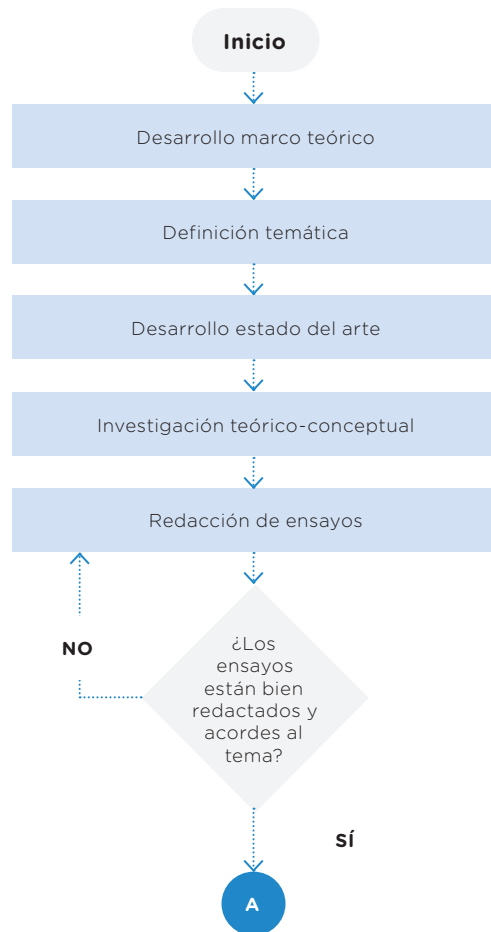 Inicio
Desarrollo marco teórico
Definición temática
Desarrollo estado del arte
Investigación teórico-conceptual
Redacción de ensayos
NO
¿Los
ensayos
están bien
redactados y
acordes al
tema?
SÍ
A